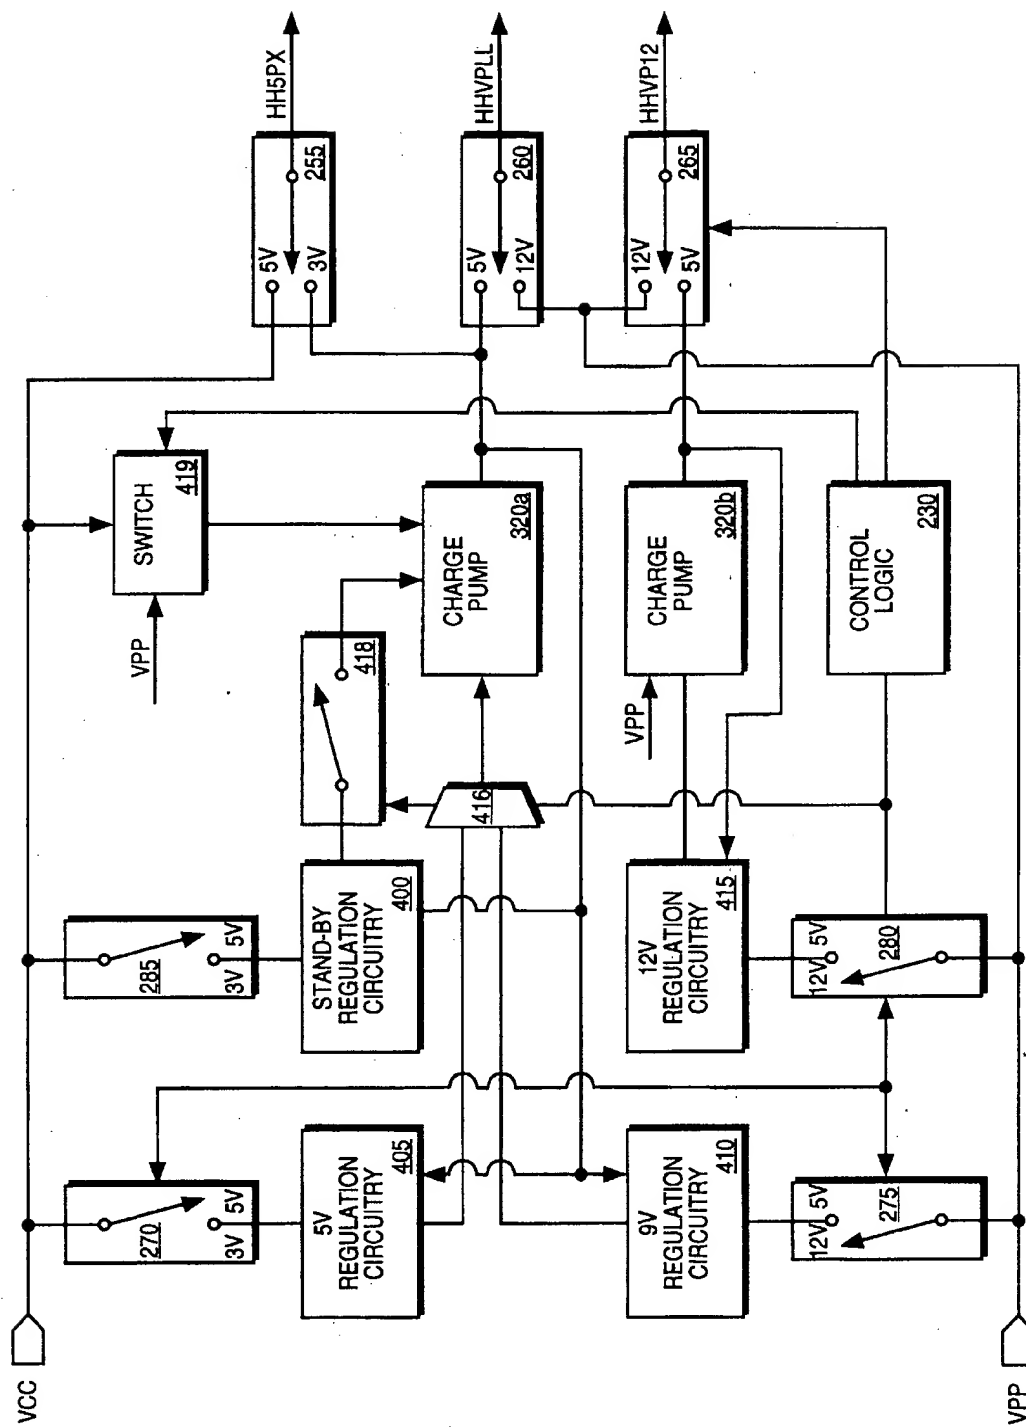 VCC
270
3V 5V
5V
REGULATION
CIRCUITRY
405
9V
REGULATION
CIRCUITRY
410
12V 5V
275
VPP
285
3V 5V
STAND-BY
REGULATION
CIRCUITRY
400
12V
REGULATION
CIRCUITRY
415
12V 5V
280
416
418
VPP
SWITCH
419
CHARGE
PUMP
320a
VPP
CHARGE
PUMP
320b
CONTROL
LOGIC
230
5V
3V
255
HH5PX
5V
12V
260
HHVPLL
12V
5V
265
HHVP12